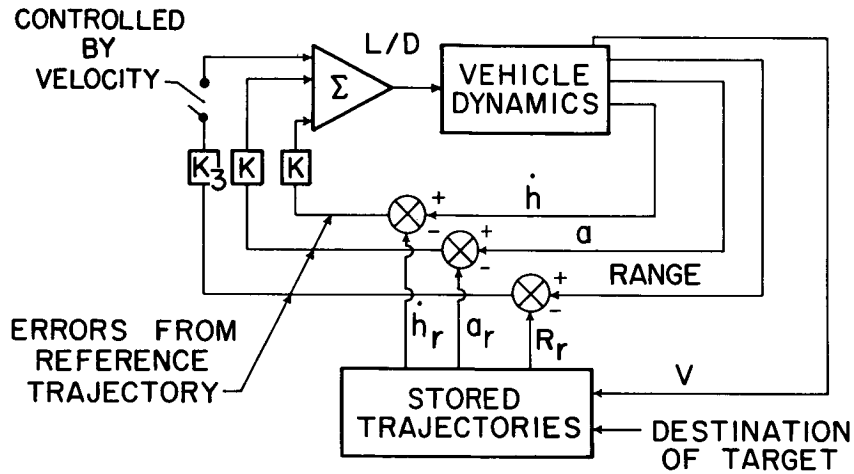 CONTROLLED
BY
VELOCITY
L/D
Σ
VEHICLE
DYNAMICS
K3
K
K
+
−
ḣ
+
−
a
RANGE
+
−
ERRORS FROM
REFERENCE
TRAJECTORY
ḣr
ar
Rr
V
STORED
TRAJECTORIES
DESTINATION
OF TARGET